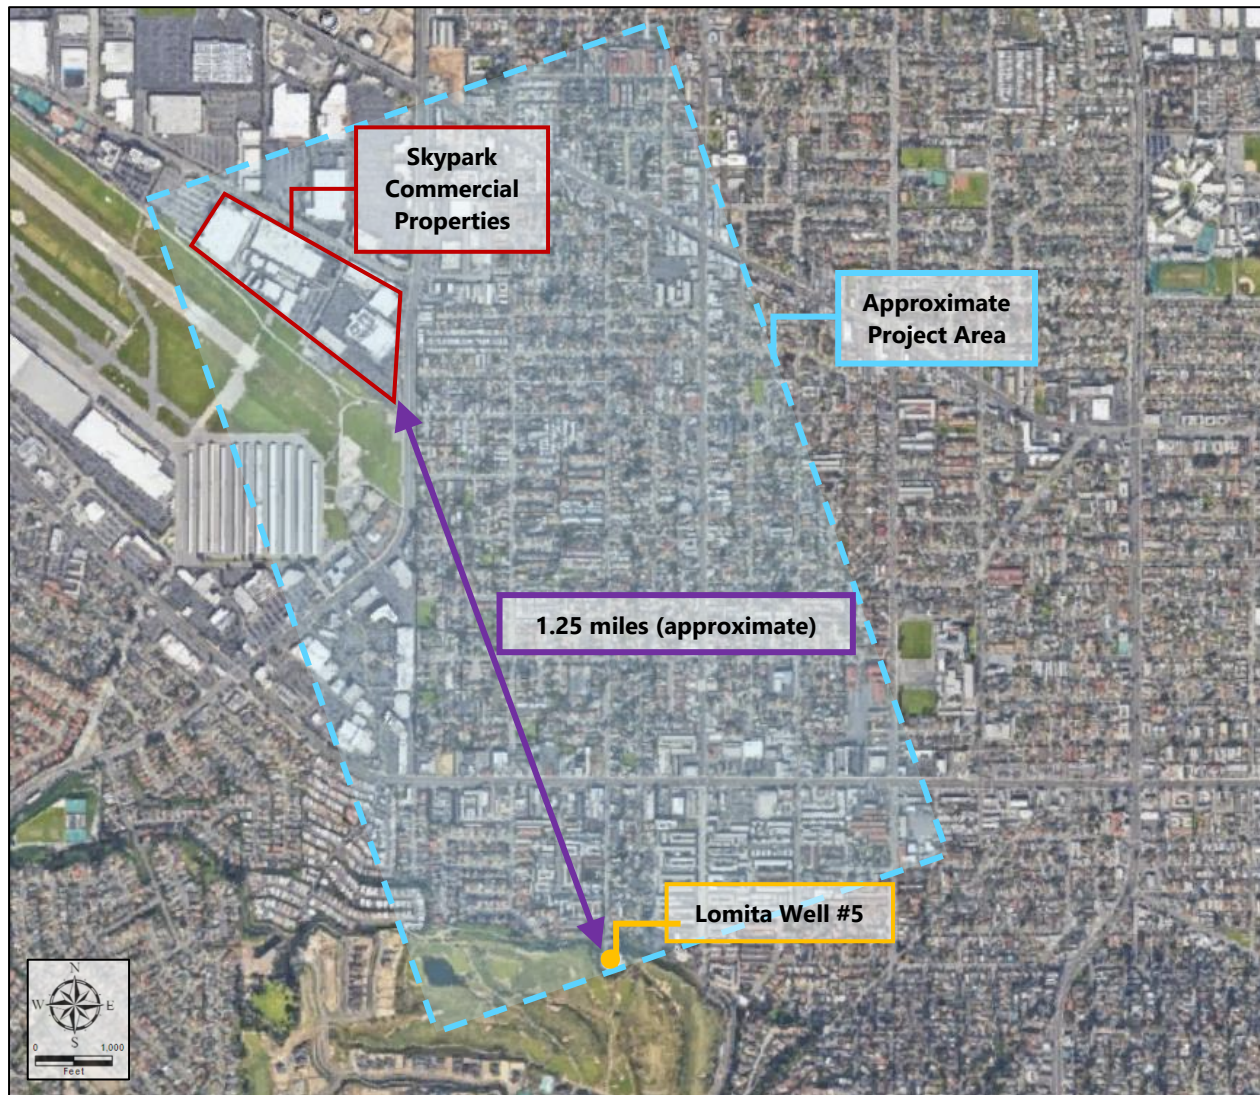 Skypark
Commercial
Properties
Approximate
Project Area
1.25 miles (approximate)
Lomita Well #5
N
W
E
S
0
1,000
Feet